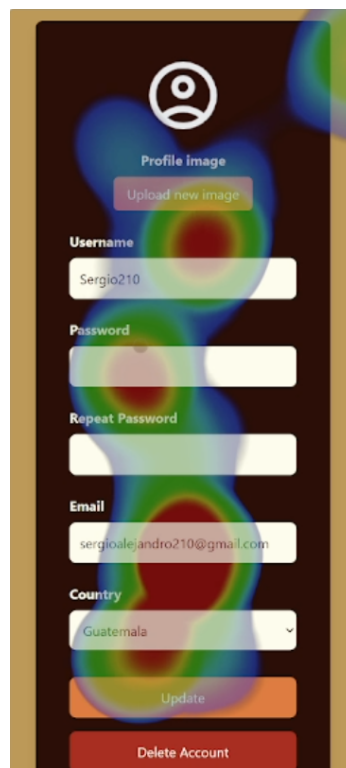 Profile image
Upload new image
Username
Sergio210
Password
Repeat Password
Email
sergioalejandro210@gmail.com
Country
Guatemala
Update
Delete Account